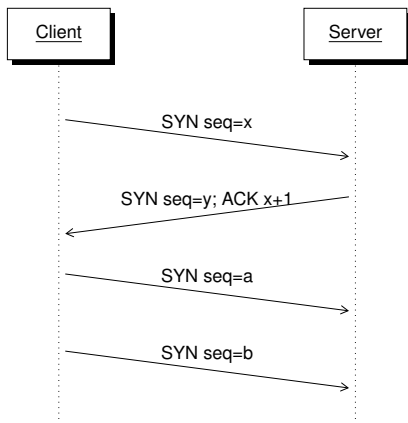 Client
Server
SYN seq=x
SYN seq=y; ACK x+1
SYN seq=a
SYN seq=b